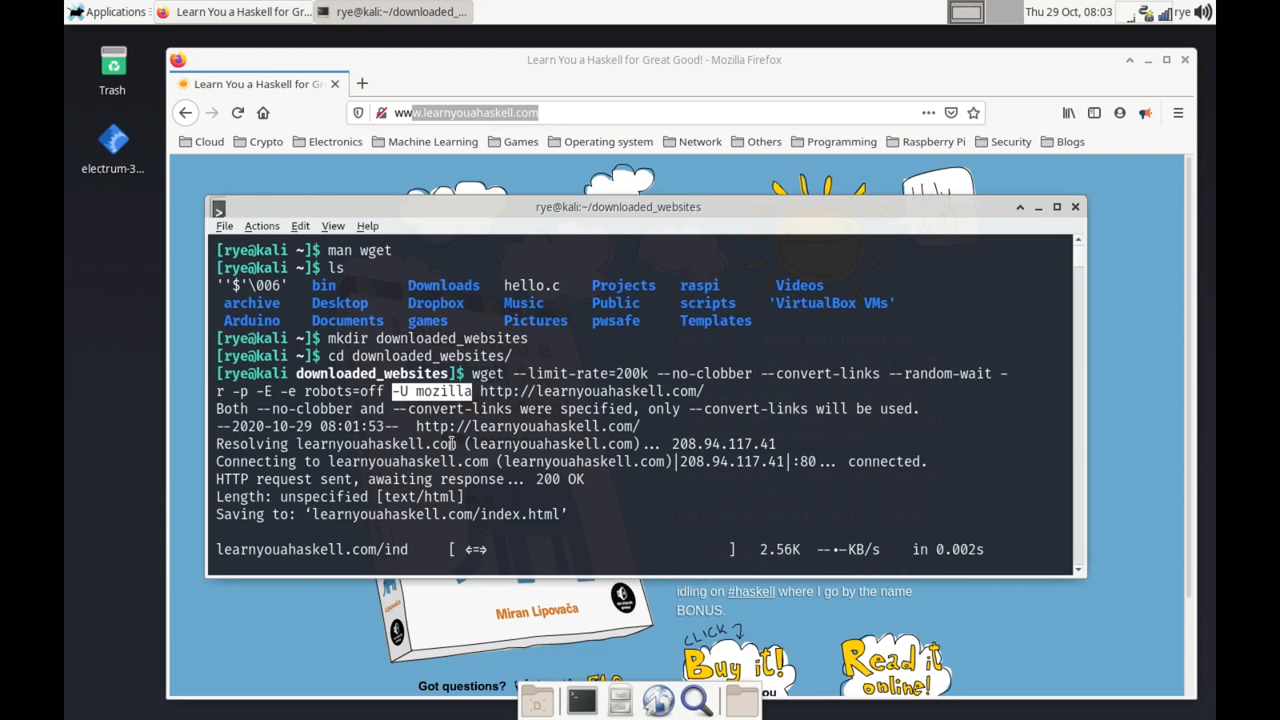 Applications
Learn You a Haskell for Gr...
rye@kali:~/downloaded_...
Thu 29 Oct, 08:03
rye
Trash
electrum-3...
Learn You a Haskell for Great Good! - Mozilla Firefox
Learn You a Haskell for Gr
www.learnyouahaskell.com
Cloud
Crypto
Electronics
Machine Learning
Games
Operating system
Network
Others
Programming
Raspberry Pi
Security
Blogs
rye@kali:~/downloaded_websites
File Actions Edit View Help
[rye@kali ~]$ man wget
[rye@kali ~]$ ls
''$'\006' bin Downloads hello.c Projects raspi Videos
archive Desktop Dropbox Music Public scripts 'VirtualBox VMs'
Arduino Documents games Pictures pwsafe Templates
[rye@kali ~]$ mkdir downloaded_websites
[rye@kali ~]$ cd downloaded_websites/
[rye@kali downloaded_websites]$ wget --limit-rate=200k --no-clobber --convert-links --random-wait -
r -p -E -e robots=off -U mozilla http://learnyouahaskell.com/
Both --no-clobber and --convert-links were specified, only --convert-links will be used.
--2020-10-29 08:01:53-- http://learnyouahaskell.com/
Resolving learnyouahaskell.com (learnyouahaskell.com)... 208.94.117.41
Connecting to learnyouahaskell.com (learnyouahaskell.com)|208.94.117.41|:80... connected.
HTTP request sent, awaiting response... 200 OK
Length: unspecified [text/html]
Saving to: ‘learnyouahaskell.com/index.html’
learnyouahaskell.com/ind [ <=> ] 2.56K --.-KB/s in 0.002s
idling on #haskell where I go by the name
BONUS.
Miran Lipovača
CLICK
Buy it!
Read it
online!
Got questions?